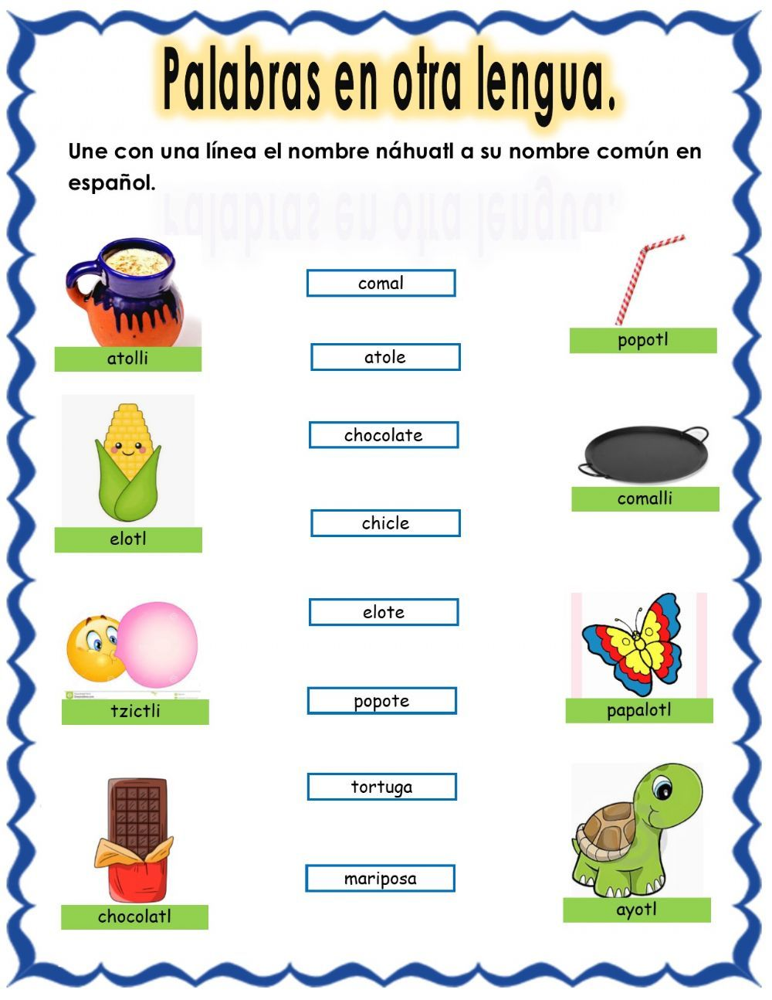 Palabras en otra lengua.
Une con una línea el nombre náhuatl a su nombre común en
español.
comal
popotl
atolli
atole
chocolate
comalli
elotl
chicle
elote
tzictli
popote
papalotl
tortuga
mariposa
chocolatl
ayotl